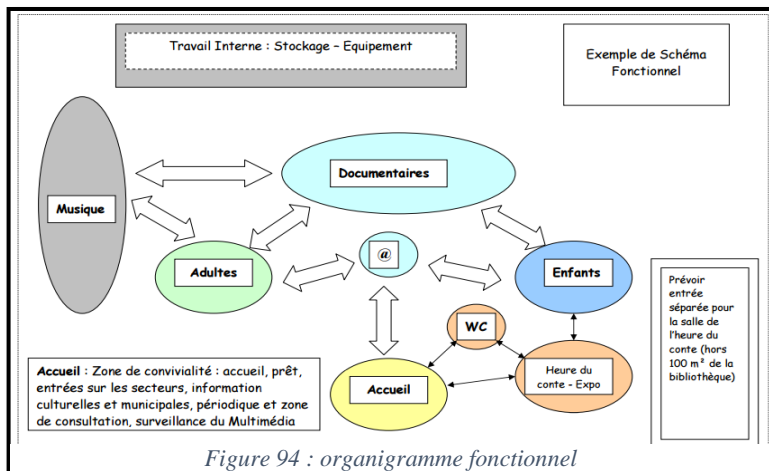 Travail Interne : Stockage – Equipement
Exemple de Schéma
Fonctionnel
Documentaires
Musique
@
Adultes
Enfants
WC
Accueil
Heure du
conte - Expo
Prévoir
entrée
séparée pour
la salle de
l'heure du
conte (hors
100 m² de la
bibliothèque)
Accueil : Zone de convivialité : accueil, prêt,
entrées sur les secteurs, information
culturelles et municipales, périodique et zone
de consultation, surveillance du Multimédia
Figure 94 : organigramme fonctionnel